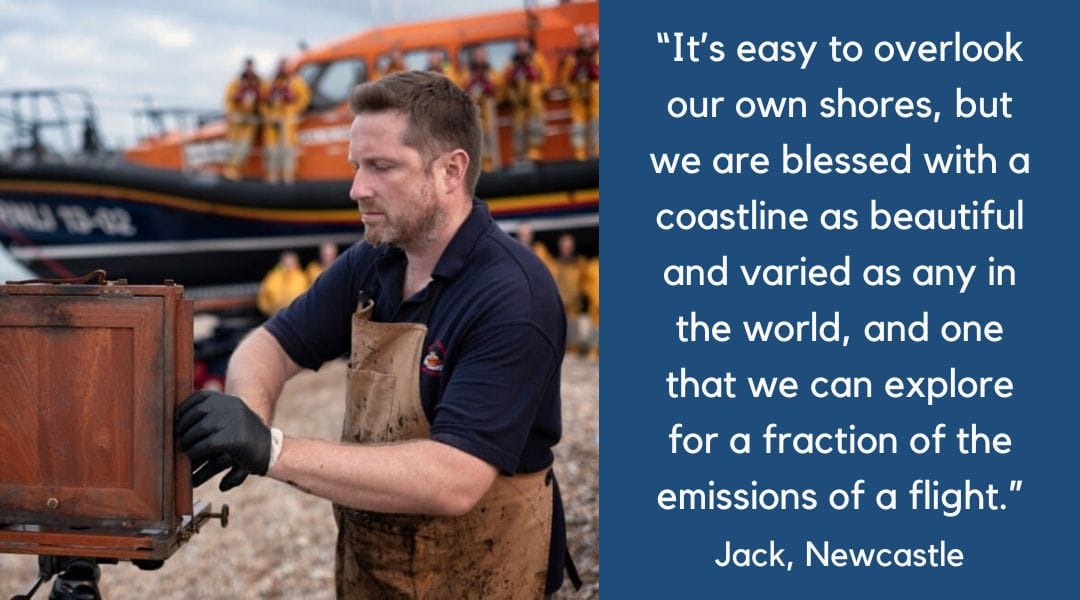 RNLI 13-02
“It’s easy to overlook
our own shores, but
we are blessed with a
coastline as beautiful
and varied as any in
the world, and one
that we can explore
for a fraction of the
emissions of a flight.”
Jack, Newcastle